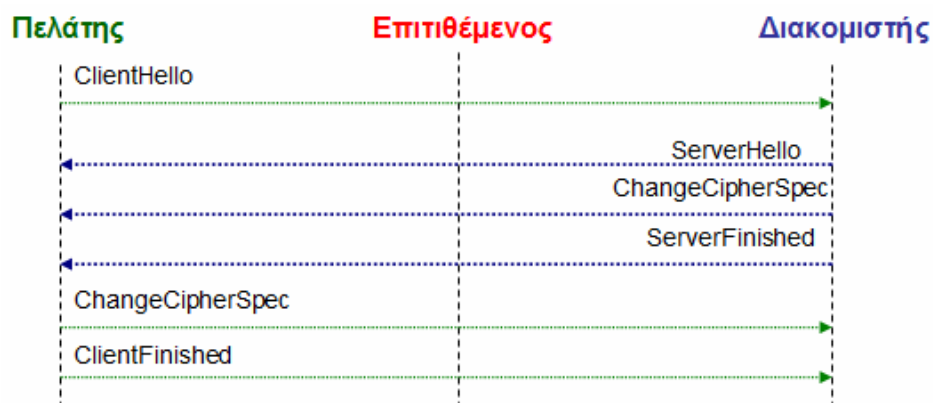 Πελάτης Επιτιθέμενος Διακομιστής
ClientHello
ServerHello
ChangeCipherSpec
ServerFinished
ChangeCipherSpec
ClientFinished